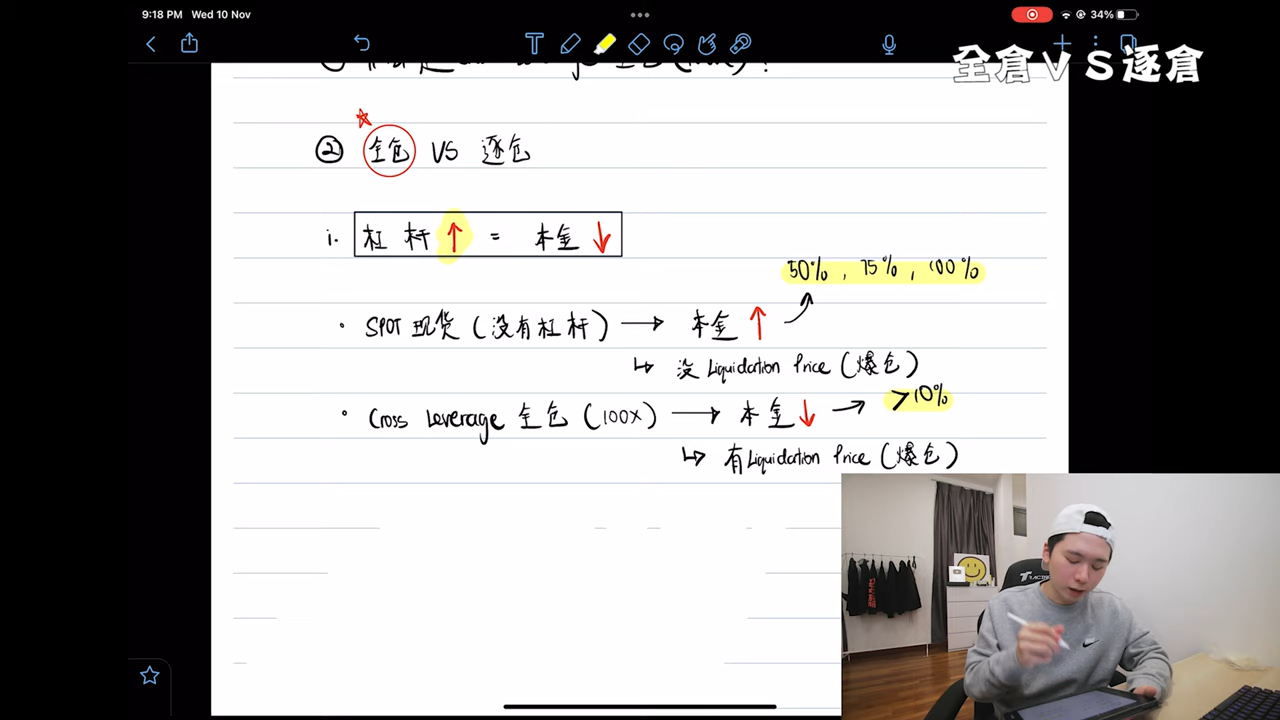 9:18 PM Wed 10 Nov
34%
全倉VS逐倉
② 全仓 VS 逐仓
i. 杠杆↑ = 本金↓
50%, 75%, 100%
· SPOT 现货 (没有杠杆) → 本金↑
↳ 没 Liquidation Price (爆仓)
>10%
· Cross Leverage 全仓 (100X) → 本金↓ →
↳ 有 Liquidation Price (爆仓)